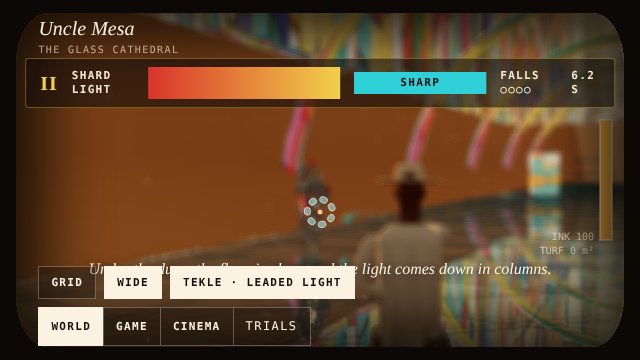 Uncle Mesa
THE GLASS CATHEDRAL
II SHARD LIGHT SHARP FALLS ○○○○ 6.2 S
INK 100
TURF 0 m²
the light comes down in columns.
GRID WIDE TEKLE · LEADED LIGHT
WORLD GAME CINEMA TRIALS